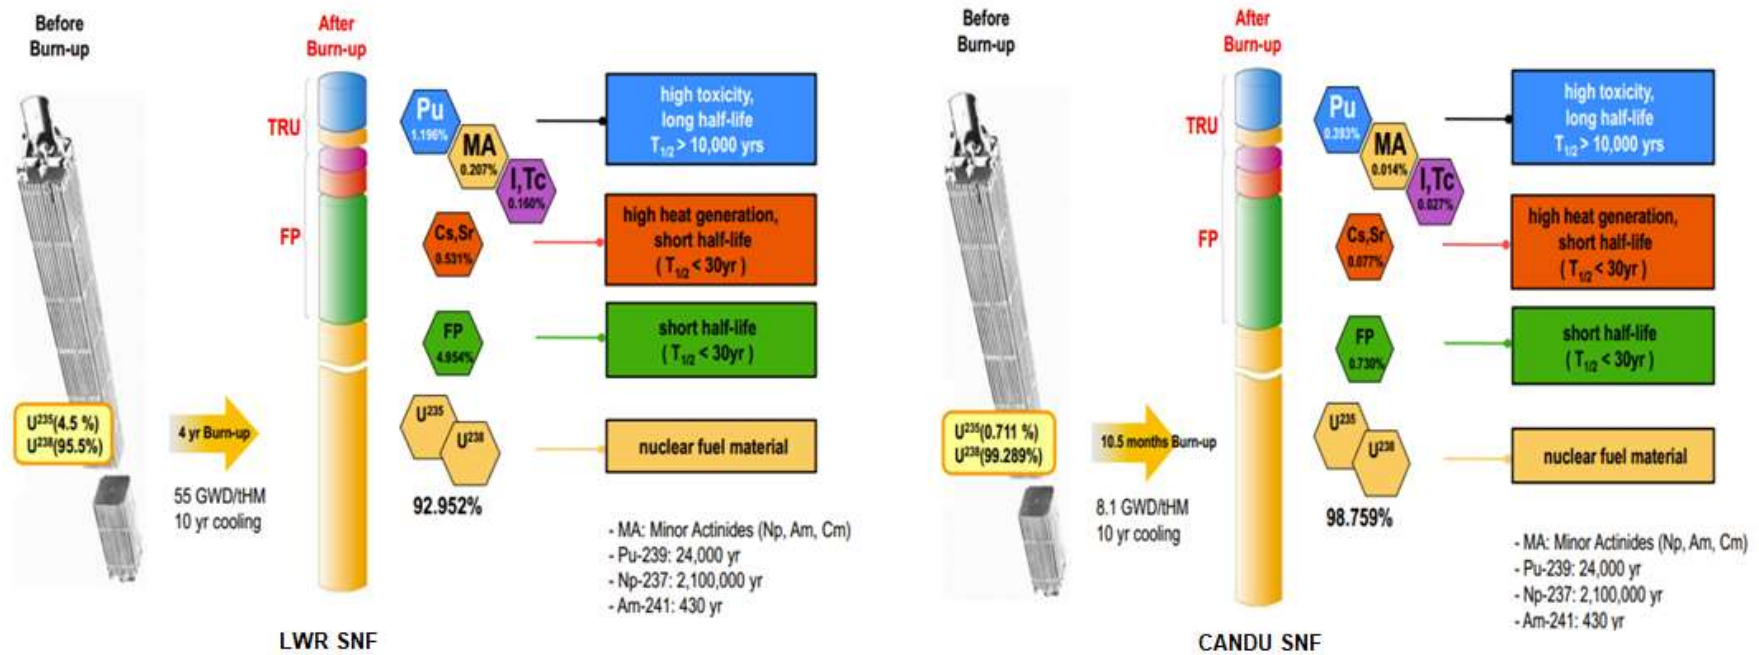 Before
Burn-up
After
Burn-up
TRU
FP
Pu
1.196%
MA
0.207%
I,Tc
0.160%
Cs,Sr
0.531%
FP
4.954%
U235
U238
92.952%
high toxicity,
long half-life
T1/2 > 10,000 yrs
high heat generation,
short half-life
( T1/2 < 30yr )
short half-life
( T1/2 < 30yr )
nuclear fuel material
U235(4.5 %)
U238(95.5%)
4 yr Burn-up
55 GWD/tHM
10 yr cooling
- MA: Minor Actinides (Np, Am, Cm)
- Pu-239: 24,000 yr
- Np-237: 2,100,000 yr
- Am-241: 430 yr
LWR SNF
Before
Burn-up
After
Burn-up
TRU
FP
Pu
0.393%
MA
0.014%
I,Tc
0.027%
Cs,Sr
0.077%
FP
0.730%
U235
U238
98.759%
high toxicity,
long half-life
T1/2 > 10,000 yrs
high heat generation,
short half-life
( T1/2 < 30yr )
short half-life
( T1/2 < 30yr )
nuclear fuel material
U235(0.711 %)
U238(99.289%)
10.5 months Burn-up
8.1 GWD/tHM
10 yr cooling
- MA: Minor Actinides (Np, Am, Cm)
- Pu-239: 24,000 yr
- Np-237: 2,100,000 yr
- Am-241: 430 yr
CANDU SNF